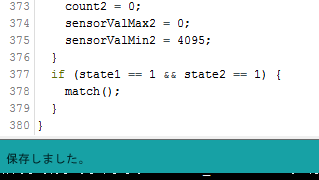 373 count2 = 0;
374 sensorValMax2 = 0;
375 sensorValMin2 = 4095;
376 }
377 if (state1 == 1 && state2 == 1) {
378 match();
379 }
380 }
保存しました。